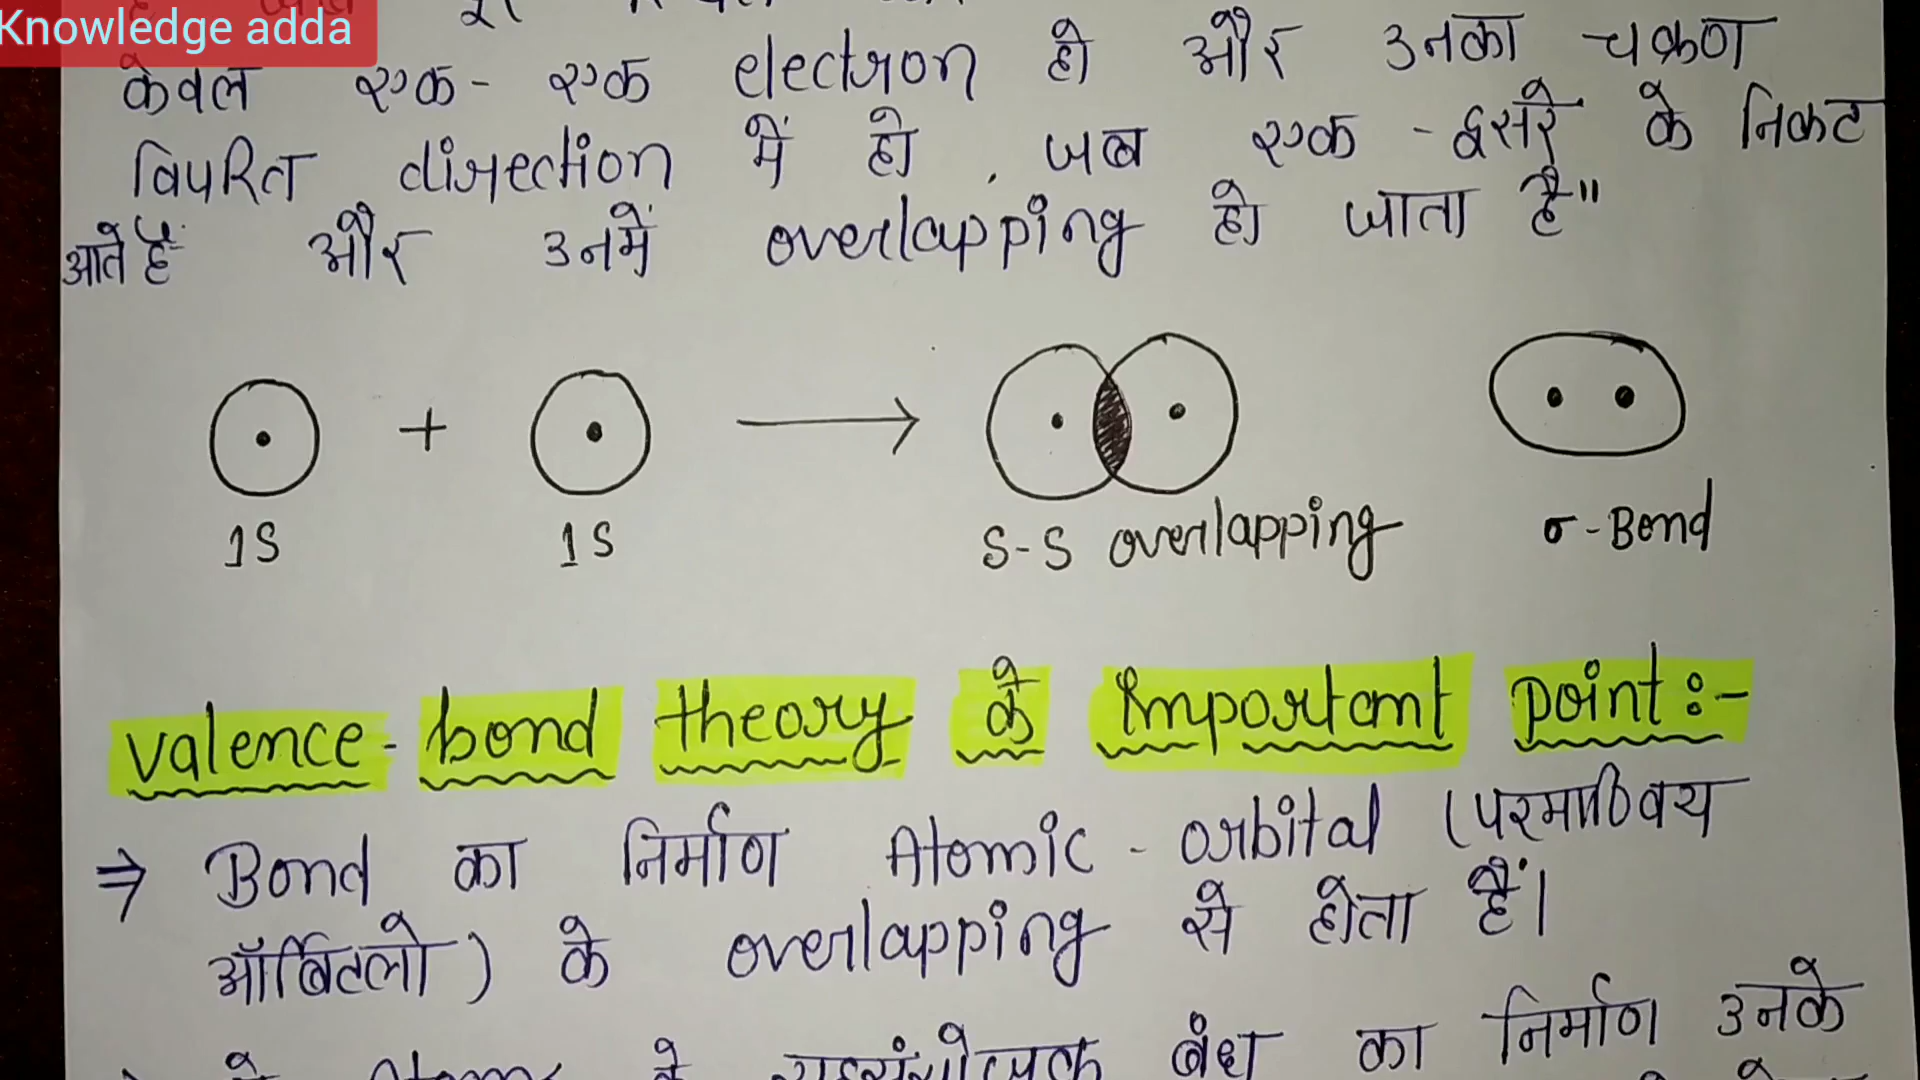 Knowledge adda
केवल एक- एक electron हो और उनका चक्रण
विपरित direction में हो, जब एक - दूसरे के निकट
आते हैं और उनमें overlapping हो जाता है"
+
1S 1S S-S overlapping σ-Bond
valence-bond theory के Important point:-
⇒ Bond का निर्माण Atomic - orbital (परमाण्विय
ऑर्बिटलो) के overlapping से होता हैं।
बंध का निर्माण उनके